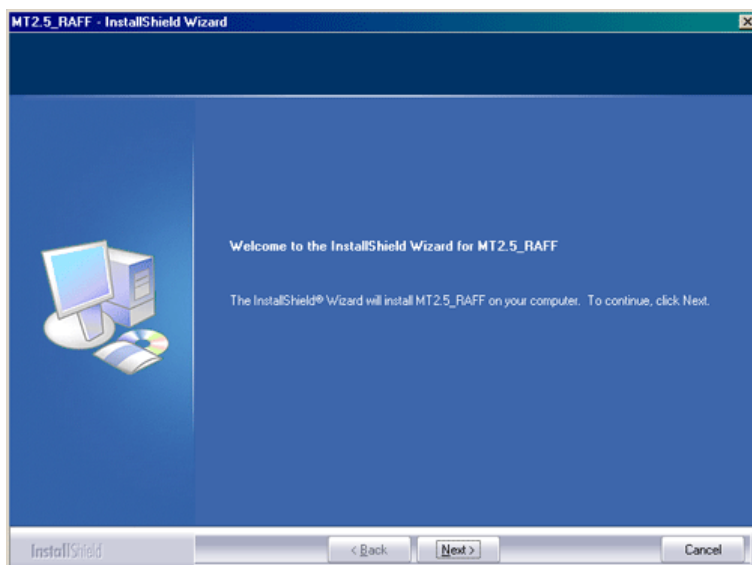 MT2.5_RAFF - InstallShield Wizard
Welcome to the InstallShield Wizard for MT2.5_RAFF
The InstallShield® Wizard will install MT2.5_RAFF on your computer. To continue, click Next.
InstallShield
< Back
Next >
Cancel